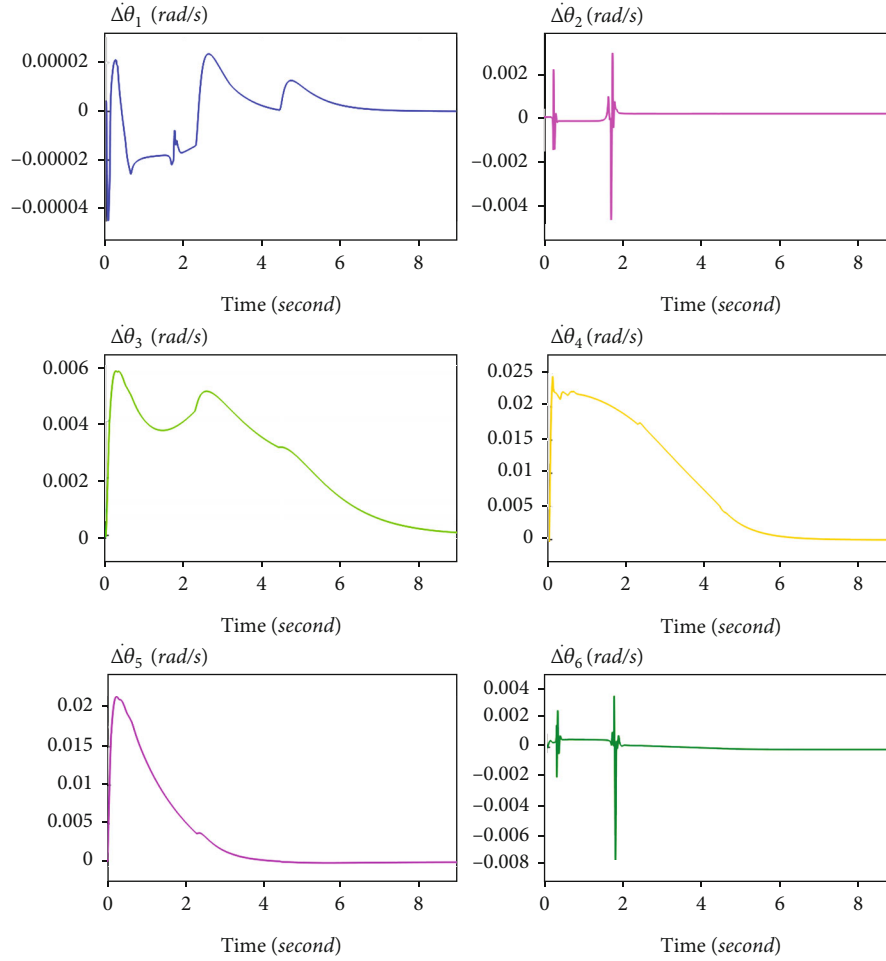 Δθ̇₁ (rad/s)
0.00002
0
−0.00002
−0.00004
0 2 4 6 8
Time (second)
Δθ̇₂ (rad/s)
0.002
0
−0.002
−0.004
0 2 4 6 8
Time (second)
Δθ̇₃ (rad/s)
0.006
0.004
0.002
0
0 2 4 6 8
Time (second)
Δθ̇₄ (rad/s)
0.025
0.020
0.015
0.010
0.005
0
0 2 4 6 8
Time (second)
Δθ̇₅ (rad/s)
0.02
0.015
0.01
0.005
0
0 2 4 6 8
Time (second)
Δθ̇₆ (rad/s)
0.004
0.002
0
−0.002
−0.004
−0.006
−0.008
0 2 4 6 8
Time (second)